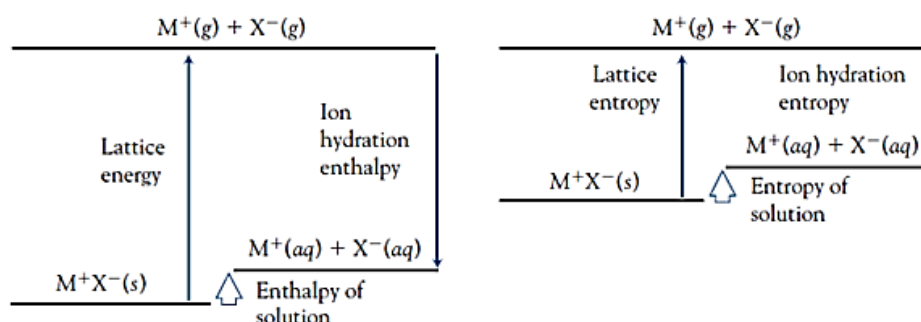 M⁺(g) + X⁻(g)
Lattice
energy
Ion
hydration
enthalpy
M⁺(aq) + X⁻(aq)
M⁺X⁻(s)
Enthalpy of
solution
M⁺(g) + X⁻(g)
Lattice
entropy
Ion hydration
entropy
M⁺(aq) + X⁻(aq)
M⁺X⁻(s)
Entropy of
solution